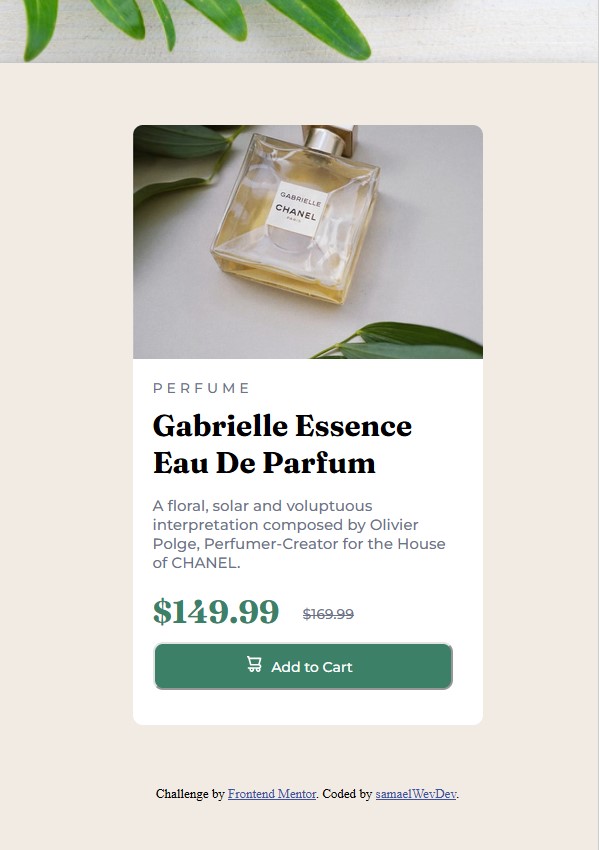 GABRIELLE
CHANEL
PARIS
PERFUME
Gabrielle Essence
Eau De Parfum
A floral, solar and voluptuous
interpretation composed by Olivier
Polge, Perfumer-Creator for the House
of CHANEL.
$149.99 $169.99
Add to Cart
Challenge by Frontend Mentor. Coded by samaelWevDev.